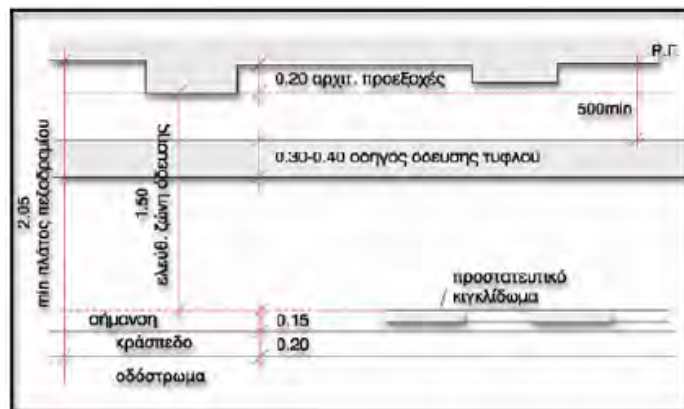 Ρ.Γ.
0.20 αρχιτ. προεξοχές
500min
0.30-0.40 οδηγός όδευσης τυφλού
2.05
min πλάτος πεζοδρομίου
1.50
ελεύθ. ζώνη όδευσης
προστατευτικό
κιγκλίδωμα
σήμανση 0.15
κράσπεδο 0.20
οδόστρωμα